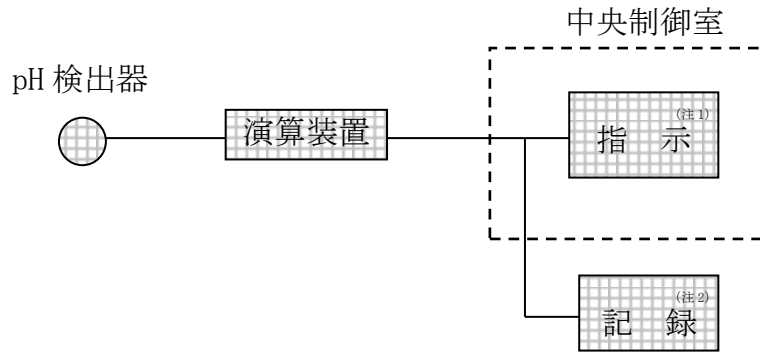 中央制御室
pH 検出器
演算装置
(注1)
指 示
(注2)
記 録